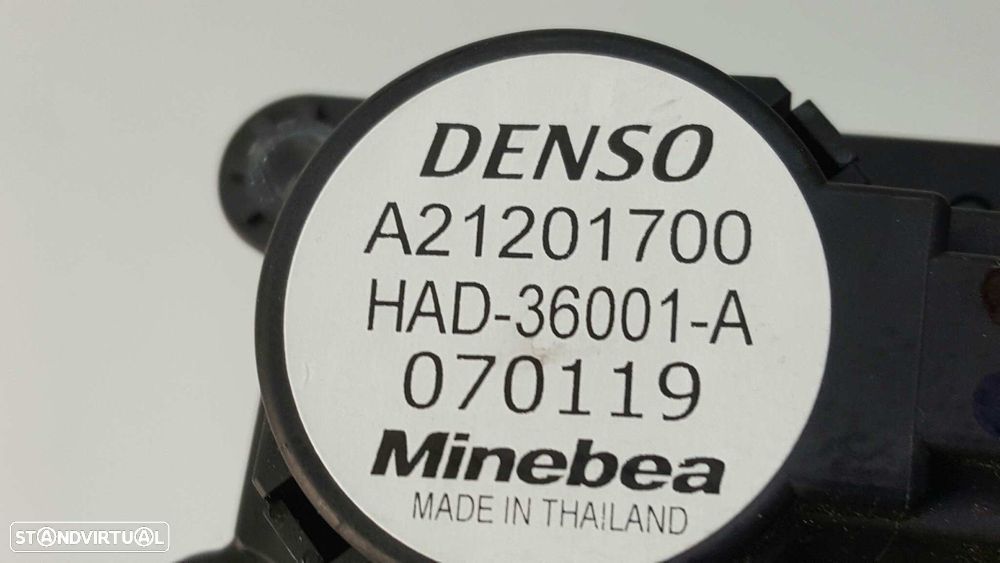 DENSO
A21201700
HAD-36001-A
070119
Minebea
MADE IN THAILAND
STANDVIRTUAL